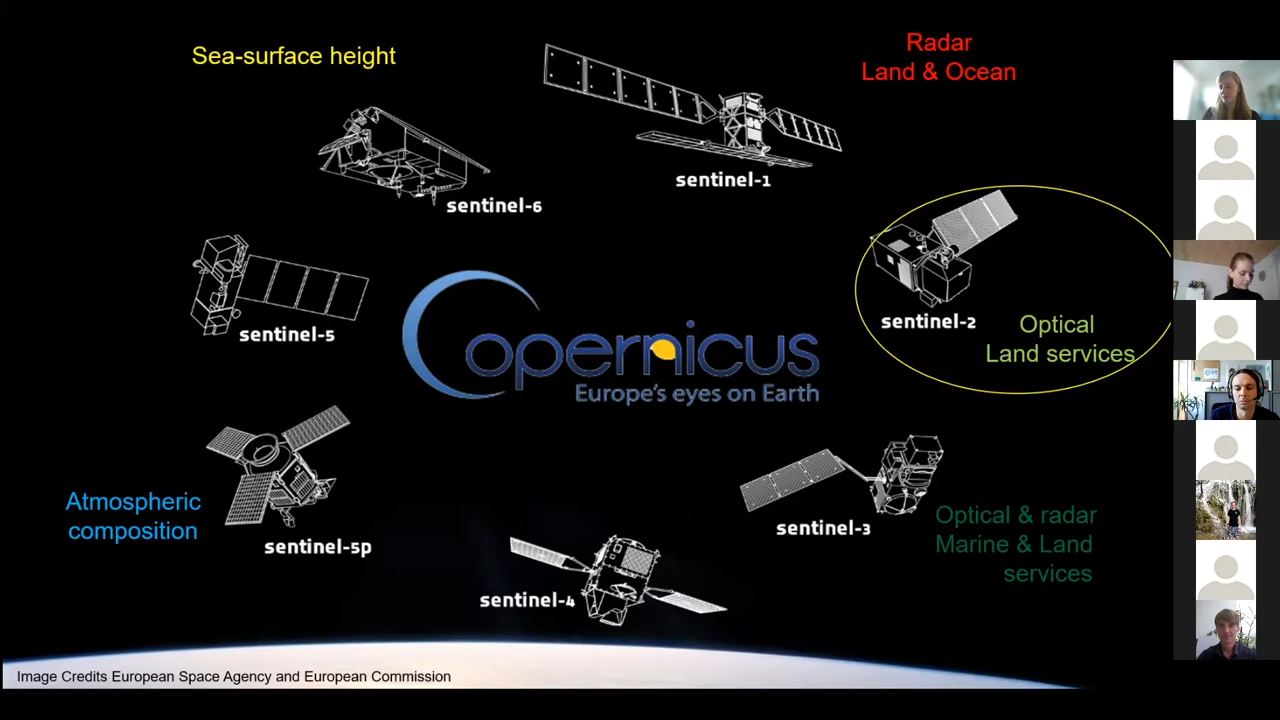 Sea-surface height
Radar
Land & Ocean
sentinel-1
sentinel-6
sentinel-2
Optical
Land services
sentinel-5
Copernicus
Europe's eyes on Earth
sentinel-3
Optical & radar
Marine & Land
services
Atmospheric
composition
sentinel-5p
sentinel-4
Image Credits European Space Agency and European Commission